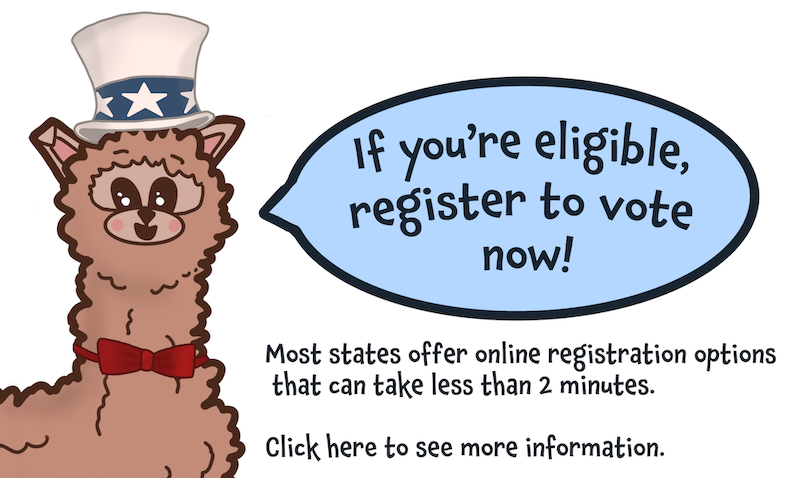 If you're eligible,
register to vote
now!
Most states offer online registration options
that can take less than 2 minutes.
Click here to see more information.